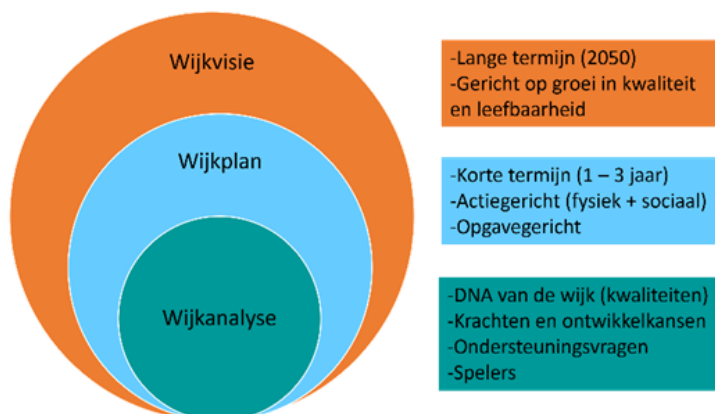 Wijkvisie
-Lange termijn (2050)
-Gericht op groei in kwaliteit
en leefbaarheid
Wijkplan
-Korte termijn (1 – 3 jaar)
-Actiegericht (fysiek + sociaal)
-Opgavegericht
Wijkanalyse
-DNA van de wijk (kwaliteiten)
-Krachten en ontwikkelkansen
-Ondersteuningsvragen
-Spelers